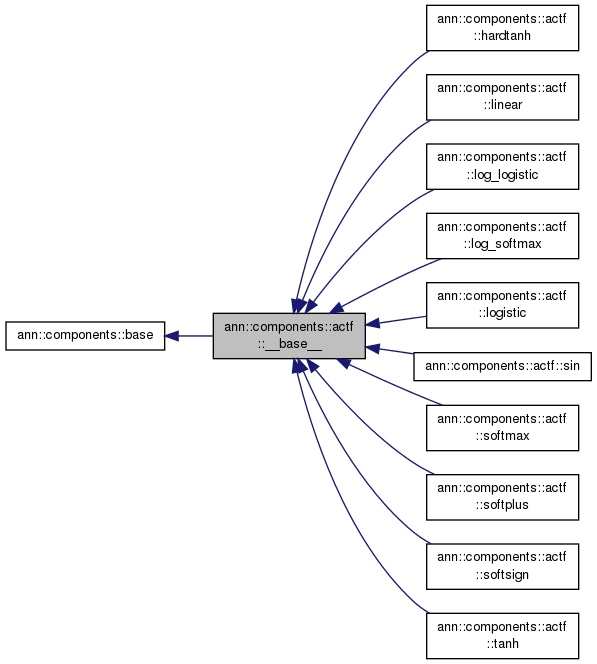 ann::components::base
ann::components::actf
::__base__
ann::components::actf
::hardtanh
ann::components::actf
::linear
ann::components::actf
::log_logistic
ann::components::actf
::log_softmax
ann::components::actf
::logistic
ann::components::actf::sin
ann::components::actf
::softmax
ann::components::actf
::softplus
ann::components::actf
::softsign
ann::components::actf
::tanh